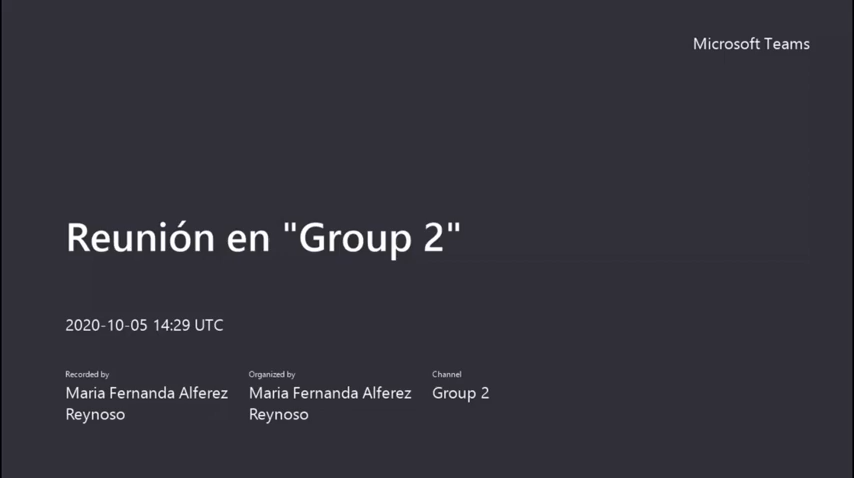 Microsoft Teams
Reunión en "Group 2"
2020-10-05 14:29 UTC
Recorded by
Maria Fernanda Alferez
Reynoso
Organized by
Maria Fernanda Alferez
Reynoso
Channel
Group 2